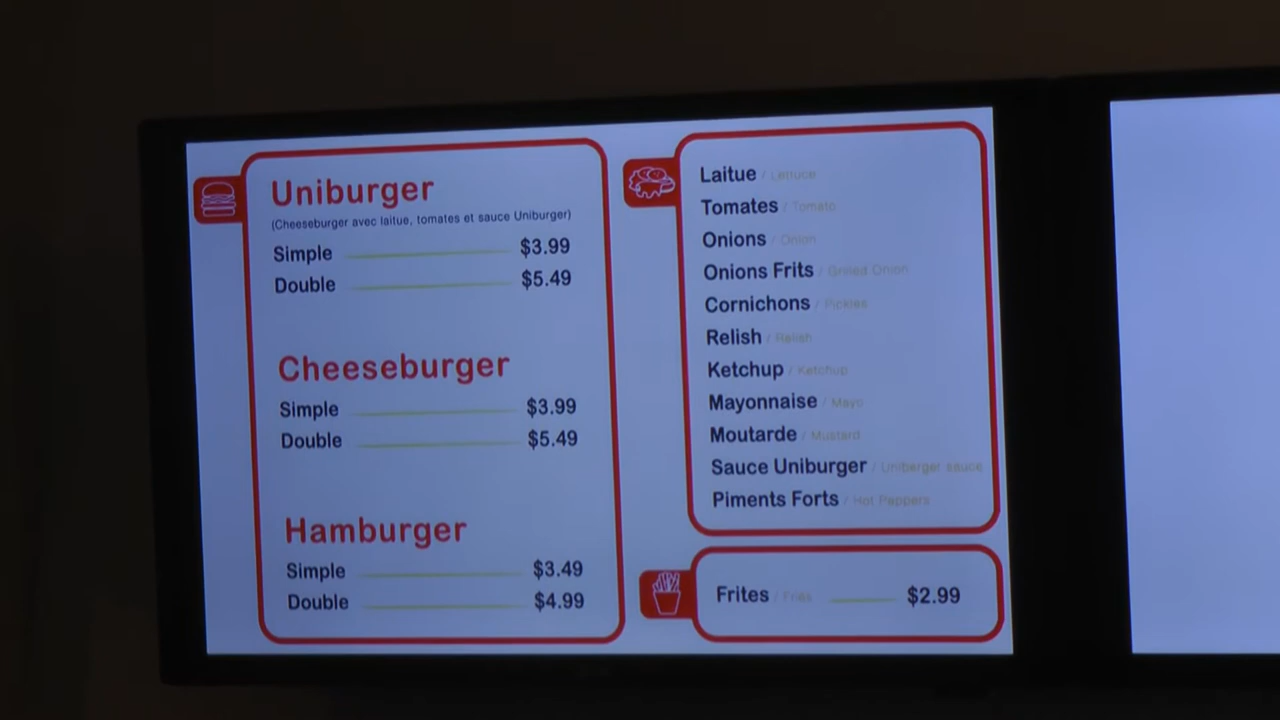 Uniburger
(Cheeseburger avec laitue, tomates et sauce Uniburger)
Simple $3.99
Double $5.49
Cheeseburger
Simple $3.99
Double $5.49
Hamburger
Simple $3.49
Double $4.99
Laitue / Lettuce
Tomates / Tomato
Onions / Onion
Onions Frits / Grilled Onion
Cornichons / Pickles
Relish / Relish
Ketchup / Ketchup
Mayonnaise / Mayo
Moutarde / Mustard
Sauce Uniburger / Uniberger sauce
Piments Forts / Hot Peppers
Frites / Fries $2.99